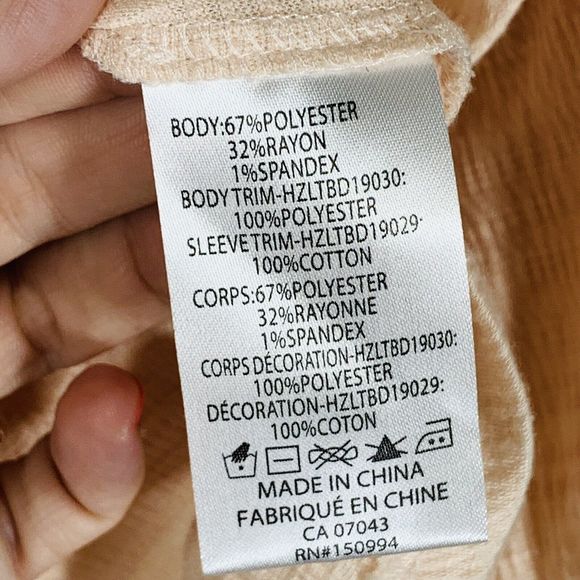 BODY:67%POLYESTER
32%RAYON
1%SPANDEX
BODY TRIM-HZLTBD19030:
100%POLYESTER
SLEEVETRIM-HZLTBD19029:
100%COTTON
CORPS:67%POLYESTER
32%RAYONNE
1%SPANDEX
CORPS DÉCORATION-HZLTBD19030:
100%POLYESTER
DÉCORATION-HZLTBD19029:
100%COTON
MADE IN CHINA
FABRIQUÉ EN CHINE
CA 07043
RN#150994